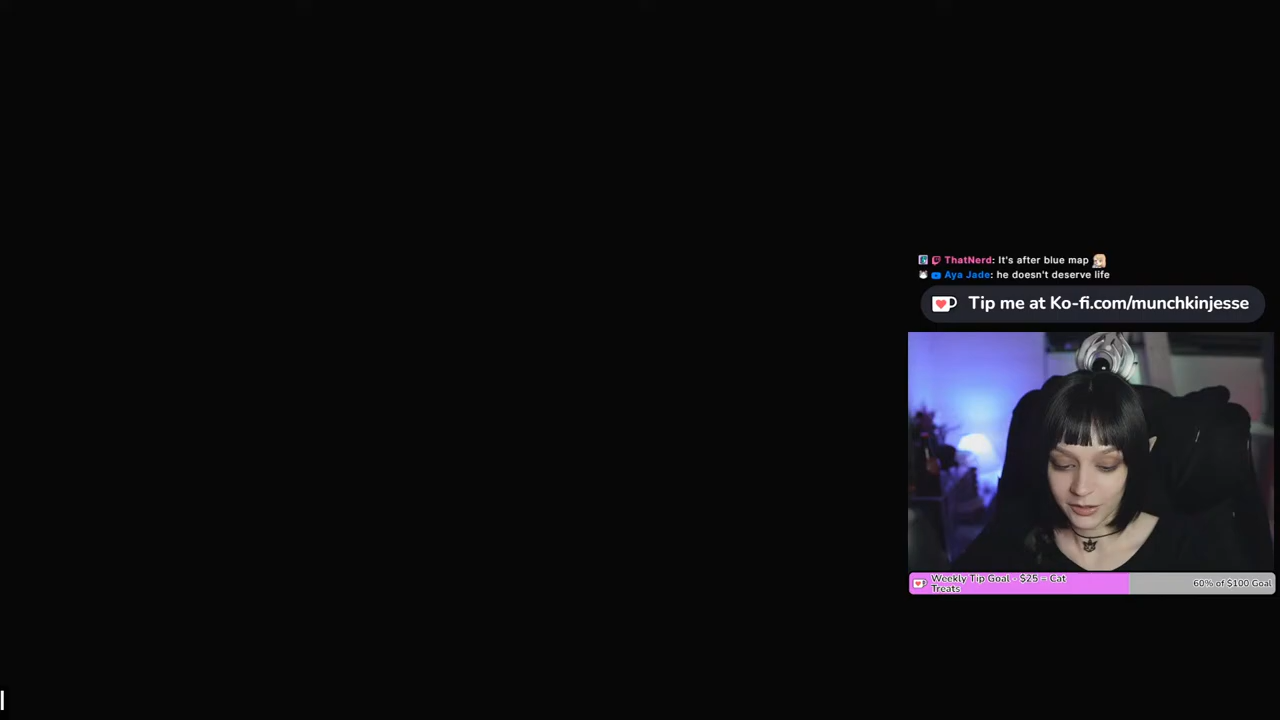 ThatNerd: It's after blue map
Aya Jade: he doesn't deserve life
Tip me at Ko-fi.com/munchkinjesse
Weekly Tip Goal - $25 = Cat
Treats
60% of $100 Goal